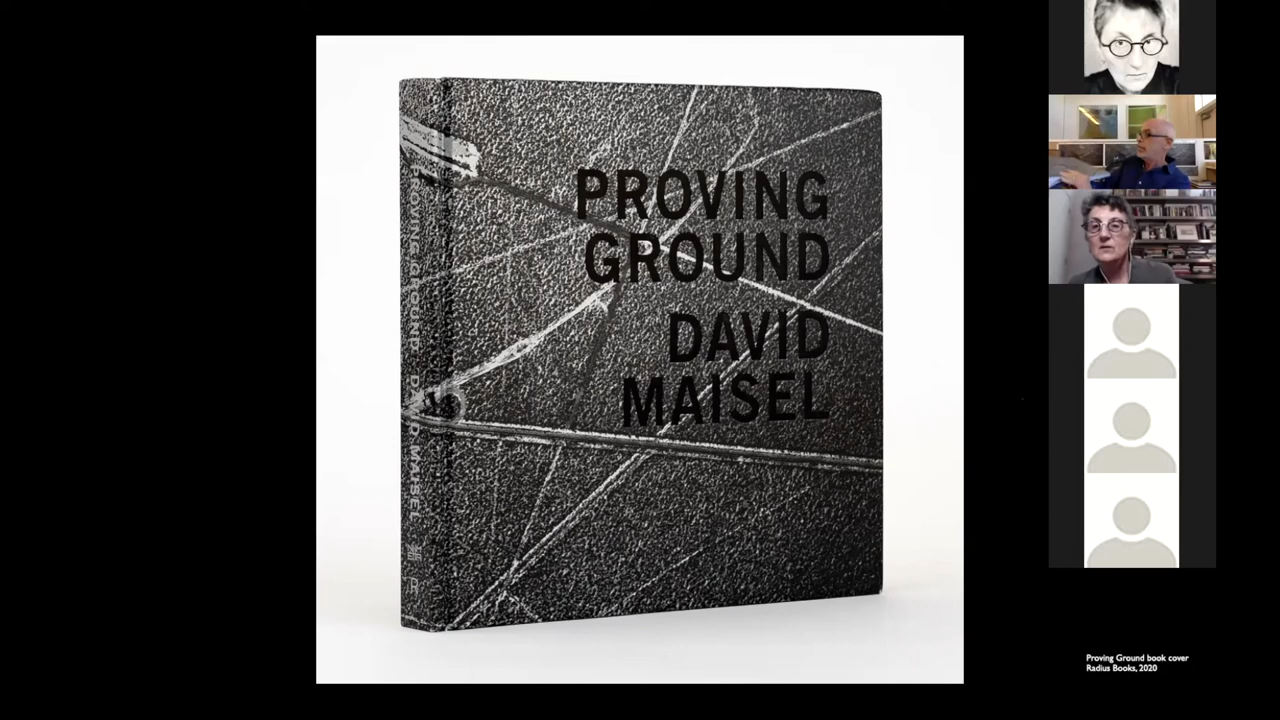 PROVING
GROUND
DAVID
MAISEL
PROVING GROUND DAVID MAISEL
R
Proving Ground book cover
Radius Books, 2020